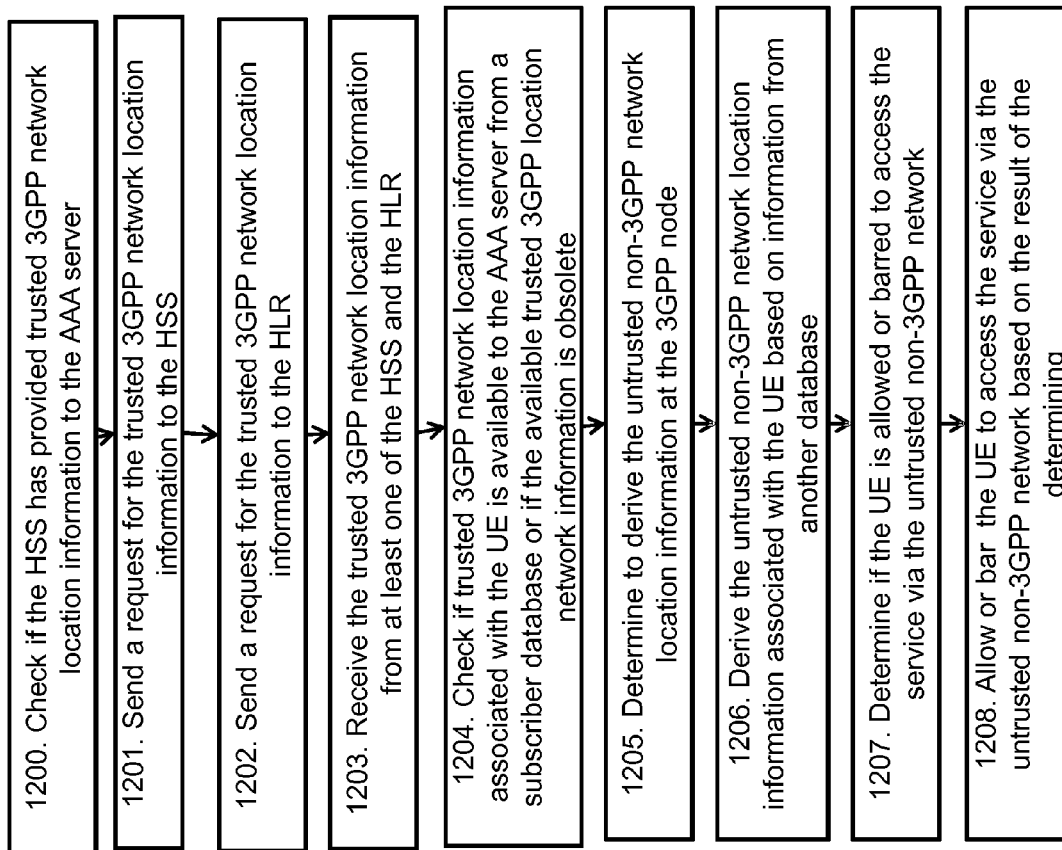 1200. Check if the HSS has provided trusted 3GPP network
location information to the AAA server
1201. Send a request for the trusted 3GPP network location
information to the HSS
1202. Send a request for the trusted 3GPP network location
information to the HLR
1203. Receive the trusted 3GPP network location information
from at least one of the HSS and the HLR
1204. Check if trusted 3GPP network location information
associated with the UE is available to the AAA server from a
subscriber database or if the available trusted 3GPP location
network information is obsolete
1205. Determine to derive the untrusted non-3GPP network
location information at the 3GPP node
1206. Derive the untrusted non-3GPP network location
information associated with the UE based on information from
another database
1207. Determine if the UE is allowed or barred to access the
service via the untrusted non-3GPP network
1208. Allow or bar the UE to access the service via the
untrusted non-3GPP network based on the result of the
determining